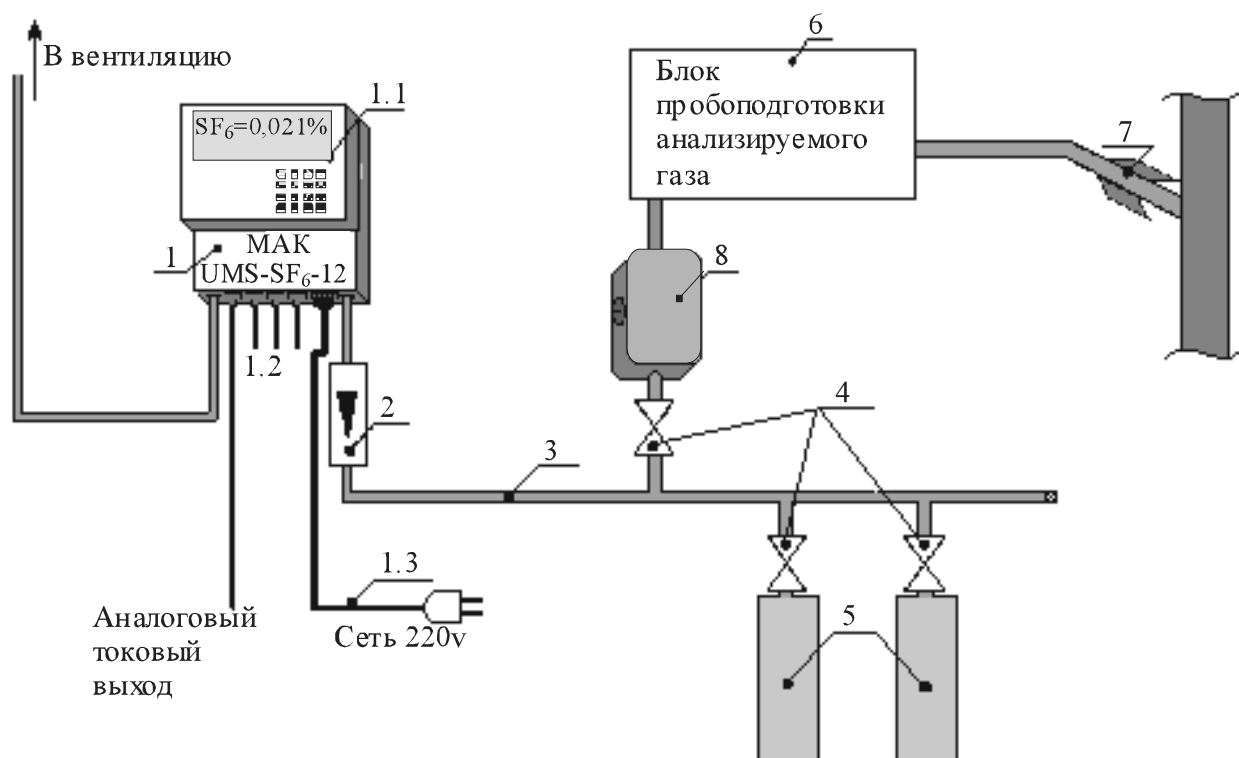 В вентиляцию
6
1.1
SF₆=0,021%
Блок
пробоподготовки
анализируемого
газа
7
1
МАК
UMS-SF₆-12
8
1.2
2
4
3
1.3
Аналоговый
токовый
выход
Сеть 220v
5